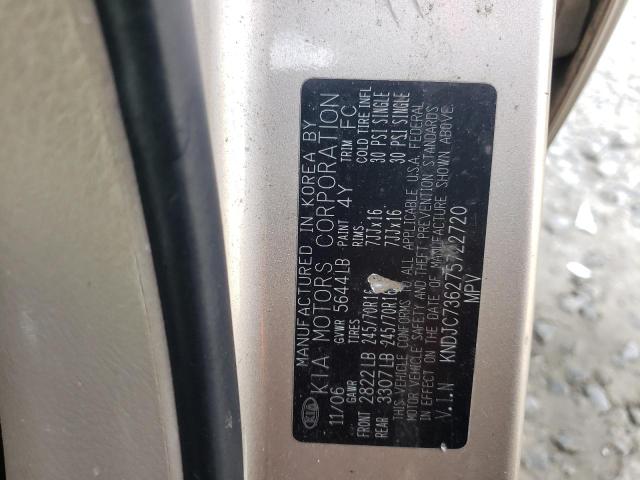 MANUFACTURED IN KOREA BY
KIA KIA MOTORS CORPORATION
11/06 GVWR 5644LB PAINT 4Y TRIM FC
GAWR TIRES RIMS. COLD TIRE INFL
FRONT 2822LB 245/70R16 7JJx16. 30 PSI SINGLE
REAR 3307LB 245/70R16 7JJx16. 30 PSI SINGLE
THIS VEHICLE CONFORMS TO ALL APPLICABLE U.S.A. FEDERAL
MOTOR VEHICLE SAFETY AND THEFT PREVENTION STANDARDS
IN EFFECT ON THE DATE OF MANUFACTURE SHOWN ABOVE.
V.I.N KNDJC736275722720
MPV